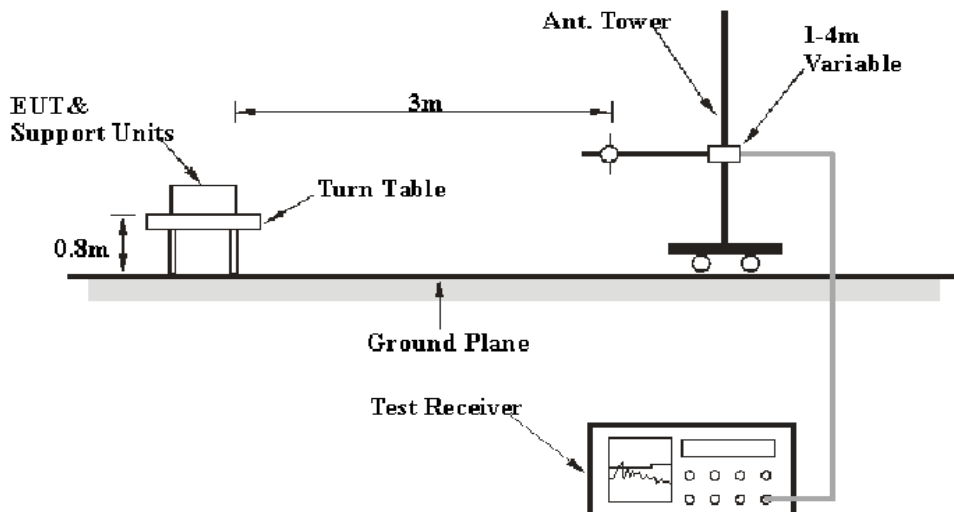 Ant. Tower
1-4m
Variable
3m
EUT&
Support Units
Turn Table
0.8m
Ground Plane
Test Receiver